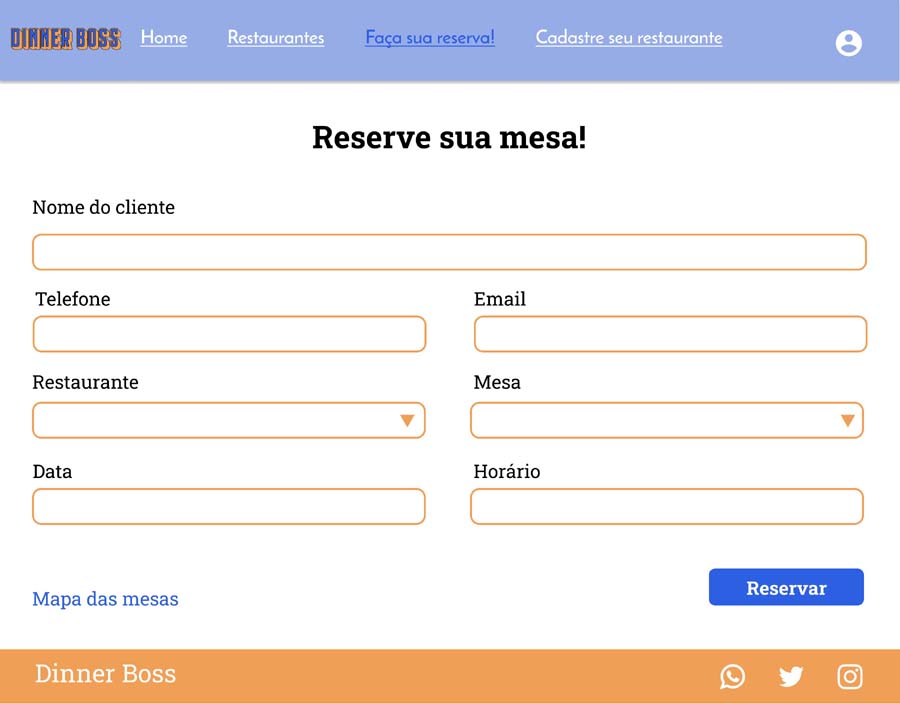 DINNER BOSS Home Restaurantes Faça sua reserva! Cadastre seu restaurante
Reserve sua mesa!
Nome do cliente
Telefone Email
Restaurante Mesa
Data Horário
Mapa das mesas Reservar
Dinner Boss